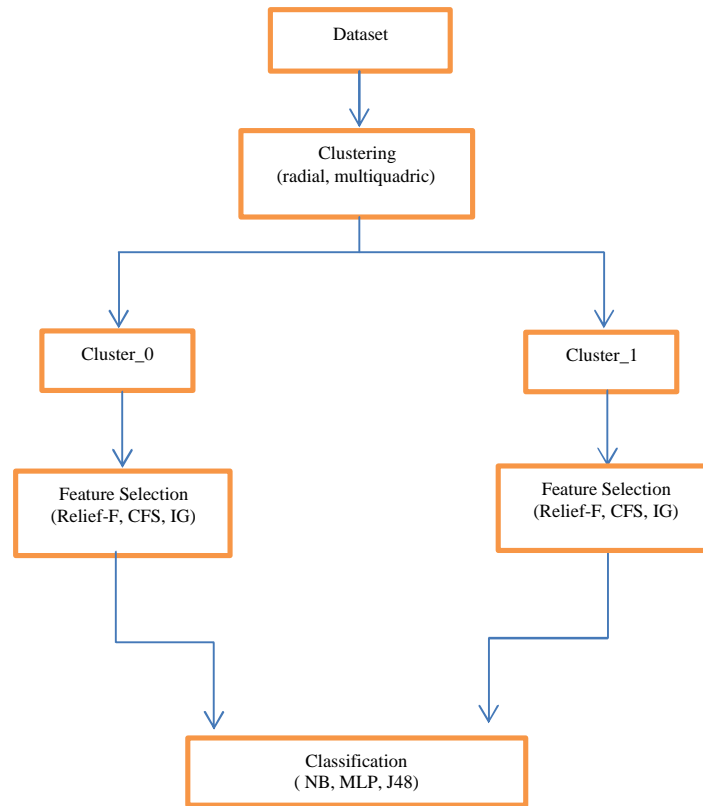 Dataset
Clustering
(radial, multiquadric)
Cluster_0
Cluster_1
Feature Selection
(Relief-F, CFS, IG)
Feature Selection
(Relief-F, CFS, IG)
Classification
( NB, MLP, J48)